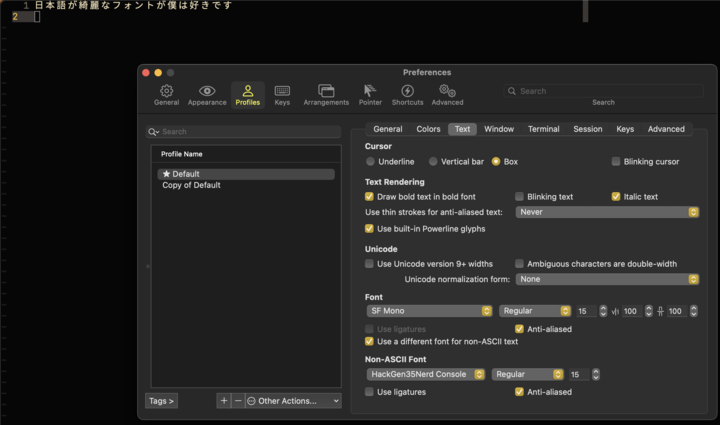 1 日本語が綺麗なフォントが僕は好きです
2
Preferences
General Appearance Profiles Keys Arrangements Pointer Shortcuts Advanced
Search
Search
Search
General Colors Text Window Terminal Session Keys Advanced
Profile Name
★ Default
Copy of Default
Cursor
Underline Vertical bar Box Blinking cursor
Text Rendering
Draw bold text in bold font Blinking text Italic text
Use thin strokes for anti-aliased text: Never
Use built-in Powerline glyphs
Unicode
Use Unicode version 9+ widths Ambiguous characters are double-width
Unicode normalization form: None
Font
SF Mono Regular 15 100 100
Use ligatures Anti-aliased
Use a different font for non-ASCII text
Non-ASCII Font
HackGen35Nerd Console Regular 15
Use ligatures Anti-aliased
Tags > + − Other Actions...